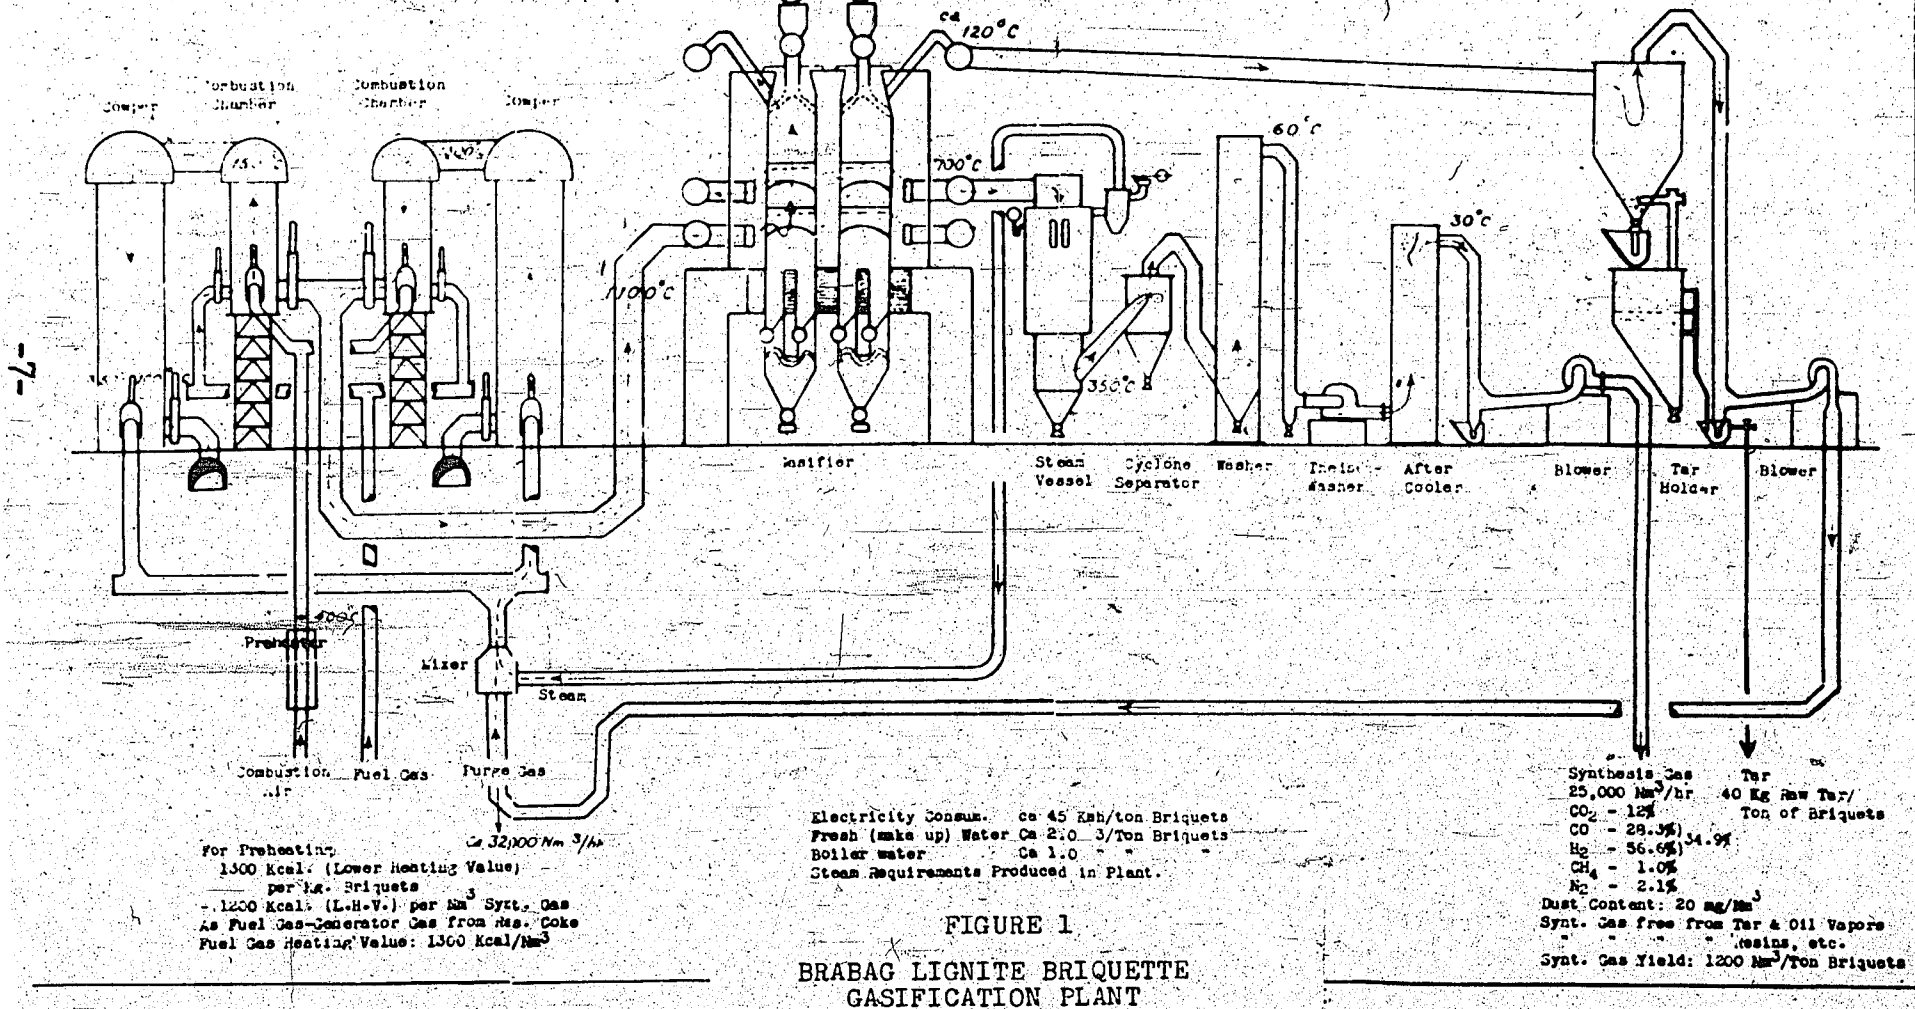 -7-
Cowper
Combustion
Chamber
Combustion
Chamber
Cowper
ca
120°C
700°C
1100°C
60°C
30°C
350°C
Gasifier
Steam
Vessel
Cyclone
Separator
Washer
Washer
After
Cooler
Blower
Tar
Holder
Blower
Preheater
Mixer
Steam
Combustion
Air
Fuel Gas
Purge Gas
Ca 32,000 Nm 3/hr
For Preheating
1300 Kcal. (Lower Heating Value)
per Kg. Briquets
1200 Kcal. (L.H.V.) per Nm3 Synt. Gas
As Fuel Gas-Generator Gas from Coke
Fuel Gas Heating Value: 1300 Kcal/Nm3
Electricity Consum. ca 45 Kwh/ton Briquets
Fresh (make up) Water Ca 2.0 3/Ton Briquets
Boiler water Ca 1.0 " " "
Steam Requirements Produced in Plant.
FIGURE 1
BRABAG LIGNITE BRIQUETTE
GASIFICATION PLANT
Synthesis Gas
25,000 Nm3/hr
CO2 - 12%
CO - 28.3%)
H2 - 56.6%)
CH4 - 1.0%
N2 - 2.1%
Dust Content: 20 mg/Nm3
Synt. Gas free from Tar & Oil Vapors
" " " " Resins, etc.
Synt. Gas Yield: 1200 Nm3/Ton Briquets
Tar
40 Kg Raw Tar/
Ton of Briquets